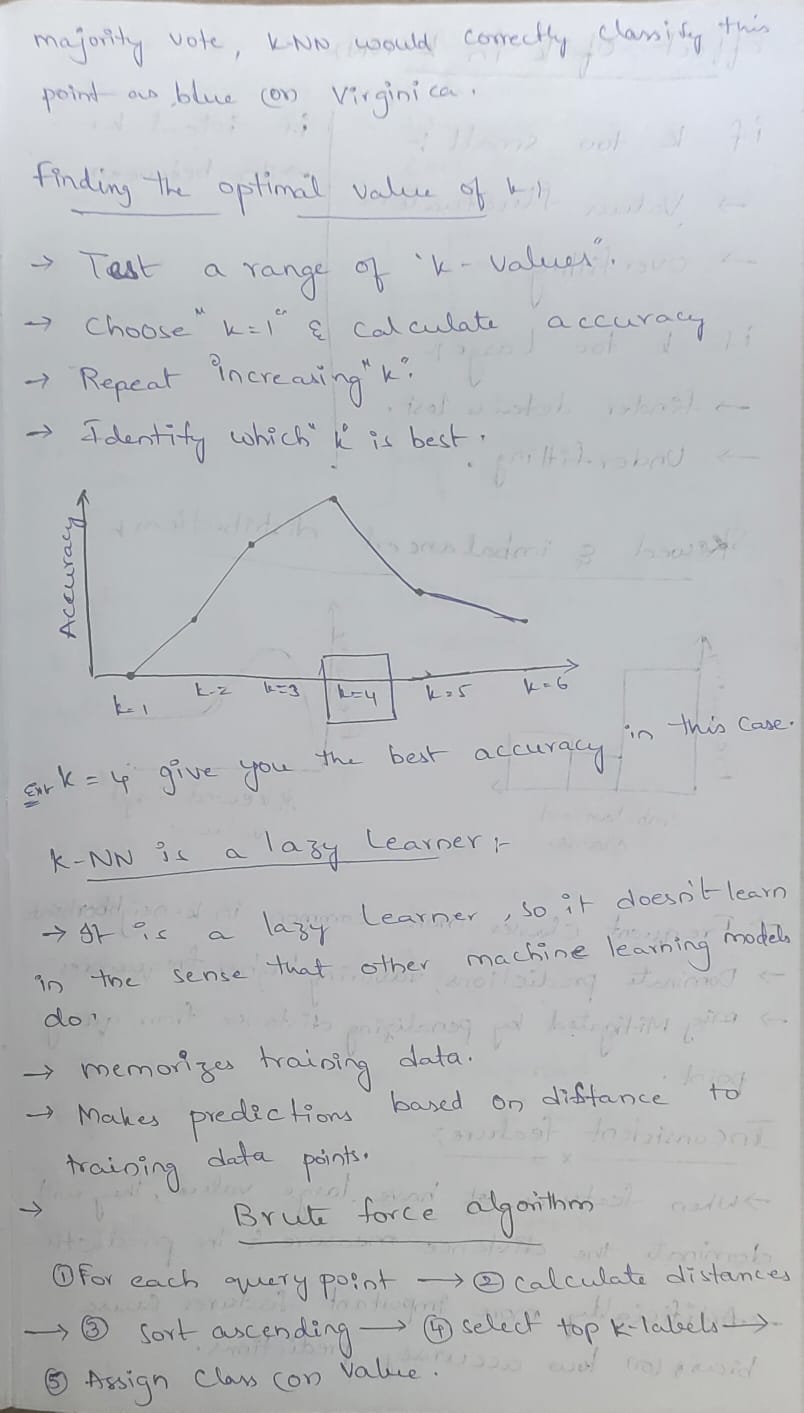 majority vote, K-NN would correctly classify this
point as blue (or) Virginica.
Finding the optimal value of k :-
→ Test a range of "k-values".
→ Choose "k=1" & calculate accuracy
→ Repeat increasing "k".
→ Identify which "k" is best.
Accuracy
k=1 k-2 k=3 k=4 k=5 k=6
k=4 give you the best accuracy in this case.
K-NN is a lazy learner :-
→ It is a lazy learner, so it doesn't learn
in the sense that other machine learning models
do.
→ memorizes training data.
→ Makes predictions based on distance to
training data points.
→ Brute force algorithm
① For each query point → ② calculate distances
→ ③ sort ascending → ④ select top k-labels →
⑤ Assign class (or) value.